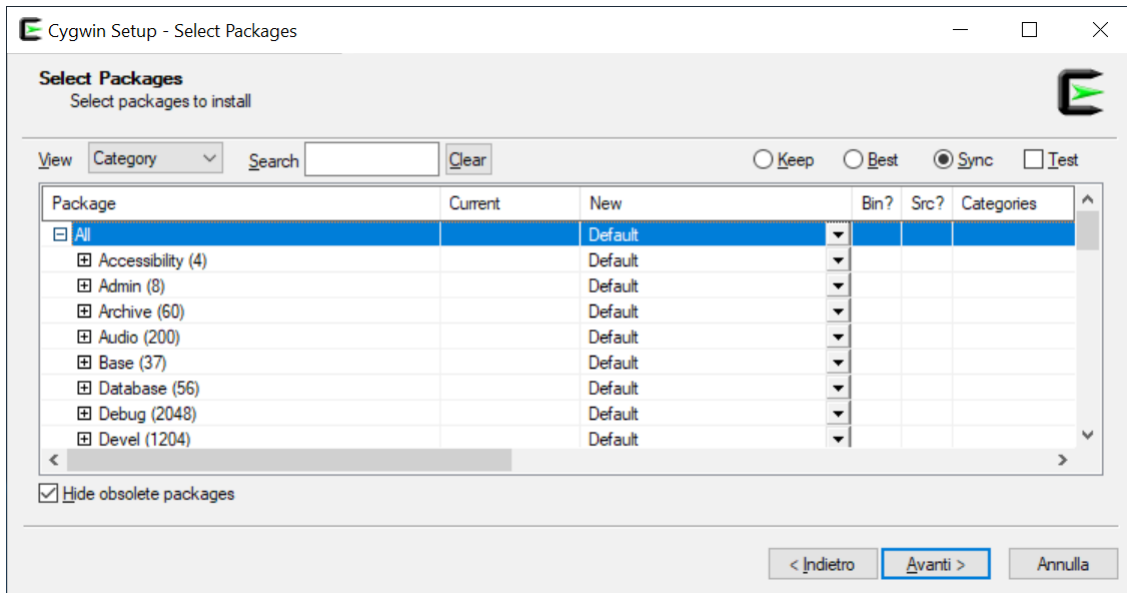 Cygwin Setup - Select Packages
Select Packages
Select packages to install
View Category Search Clear Keep Best Sync Test
Package Current New Bin? Src? Categories
All Default
Accessibility (4) Default
Admin (8) Default
Archive (60) Default
Audio (200) Default
Base (37) Default
Database (56) Default
Debug (2048) Default
Devel (1204) Default
Hide obsolete packages
< Indietro Avanti > Annulla